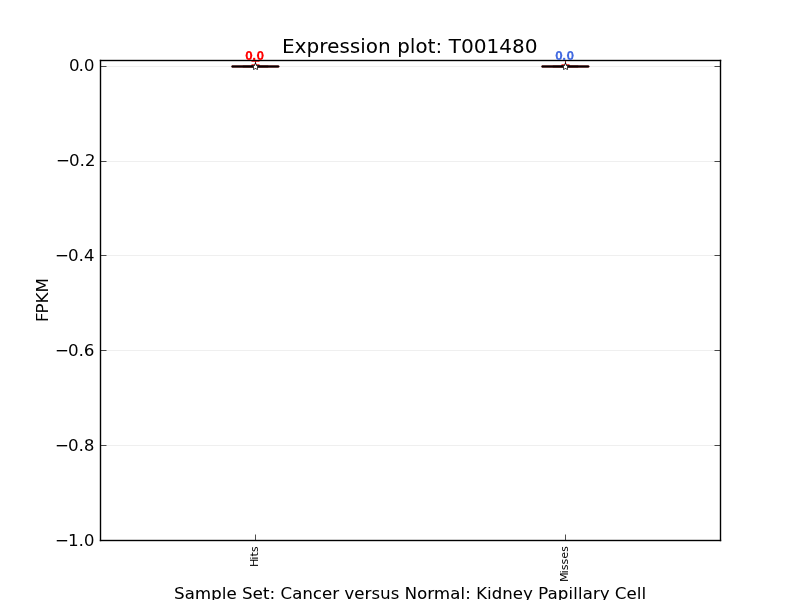 Expression plot: T001480
0.0 0.0
0.0
−0.2
−0.4
−0.6
−0.8
−1.0
FPKM
Hits Misses
Sample Set: Cancer versus Normal: Kidney Papillary Cell